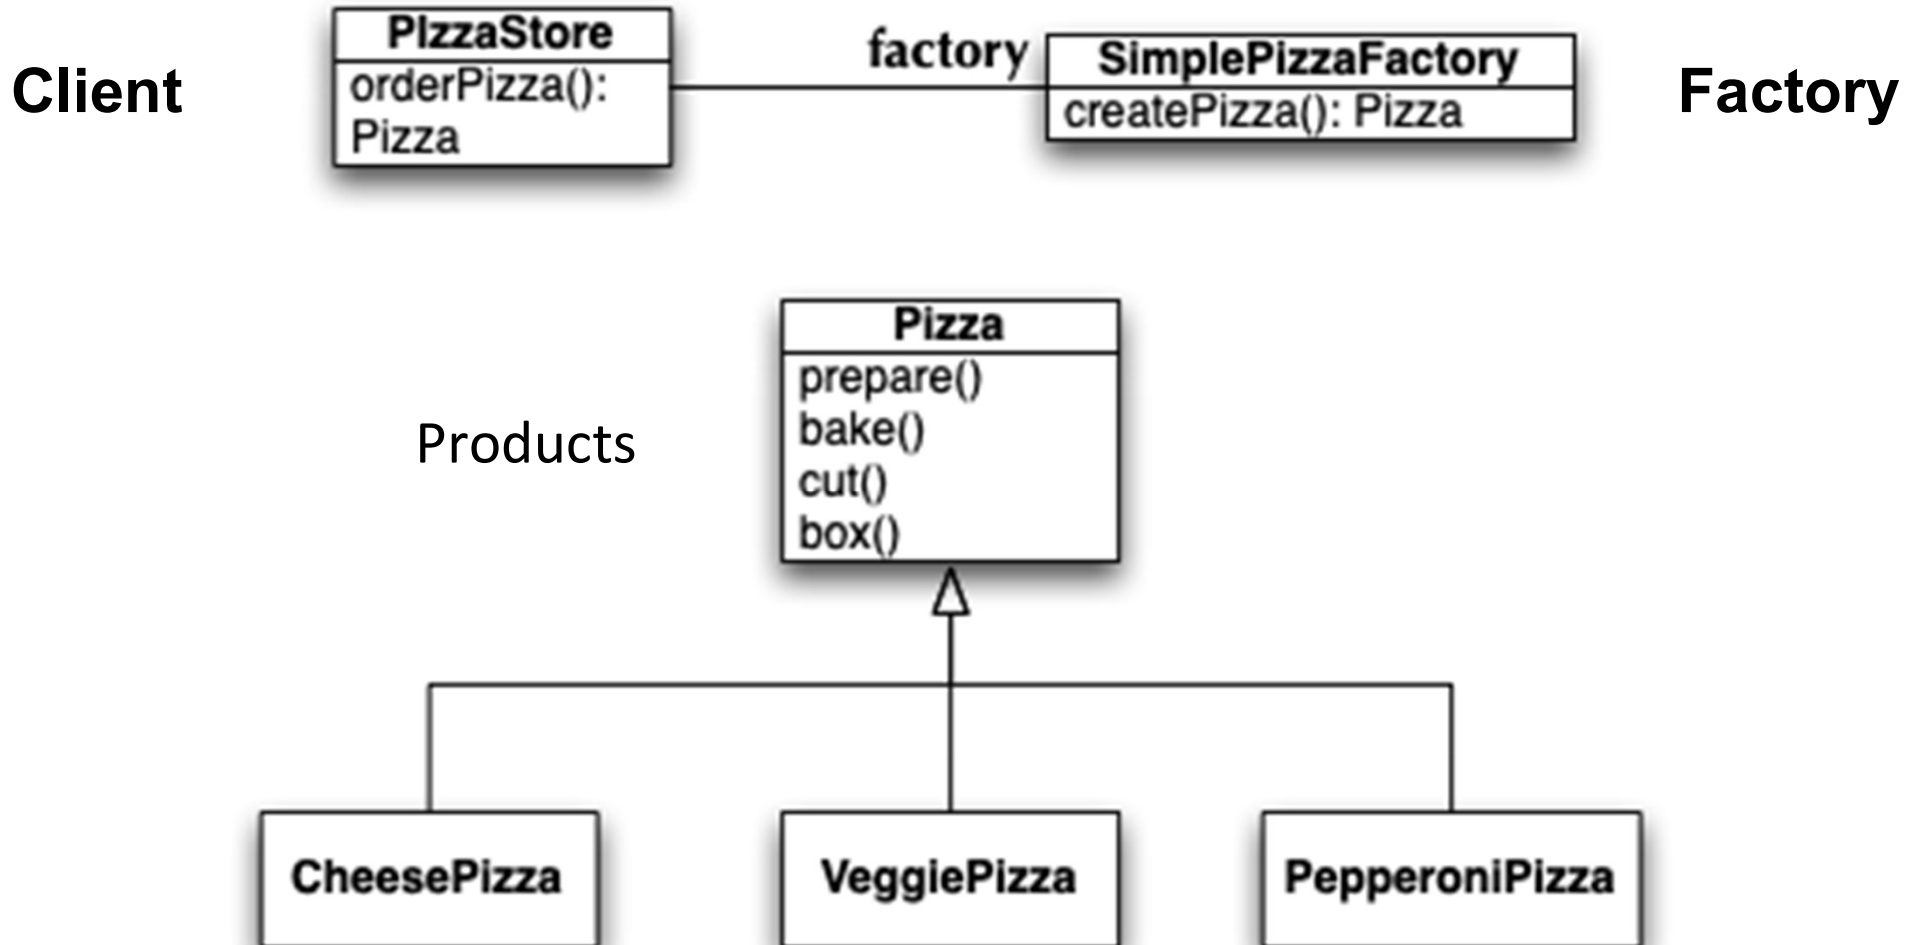 Client
PIzzaStore
orderPizza():
Pizza
factory
SimplePizzaFactory
createPizza(): Pizza
Factory
Products
Pizza
prepare()
bake()
cut()
box()
CheesePizza
VeggiePizza
PepperoniPizza